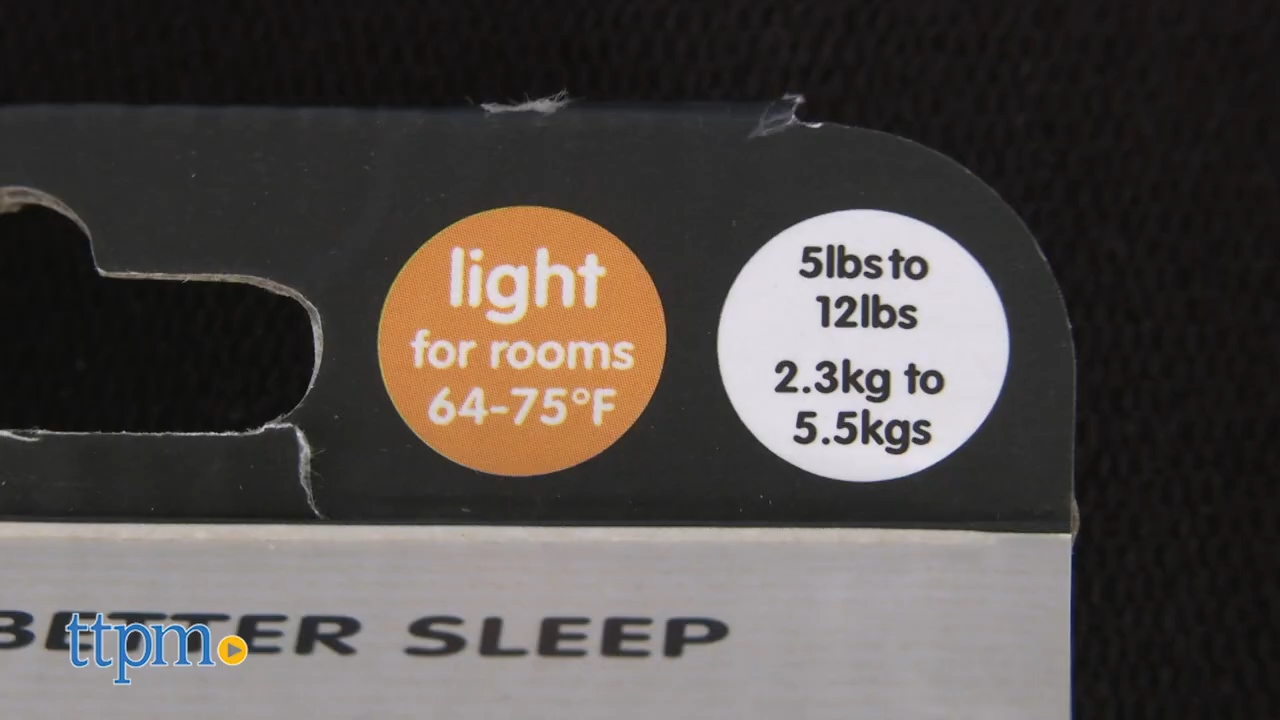 light
for rooms
64-75°F
5lbs to
12lbs
2.3kg to
5.5kgs
BETTER SLEEP
ttpm